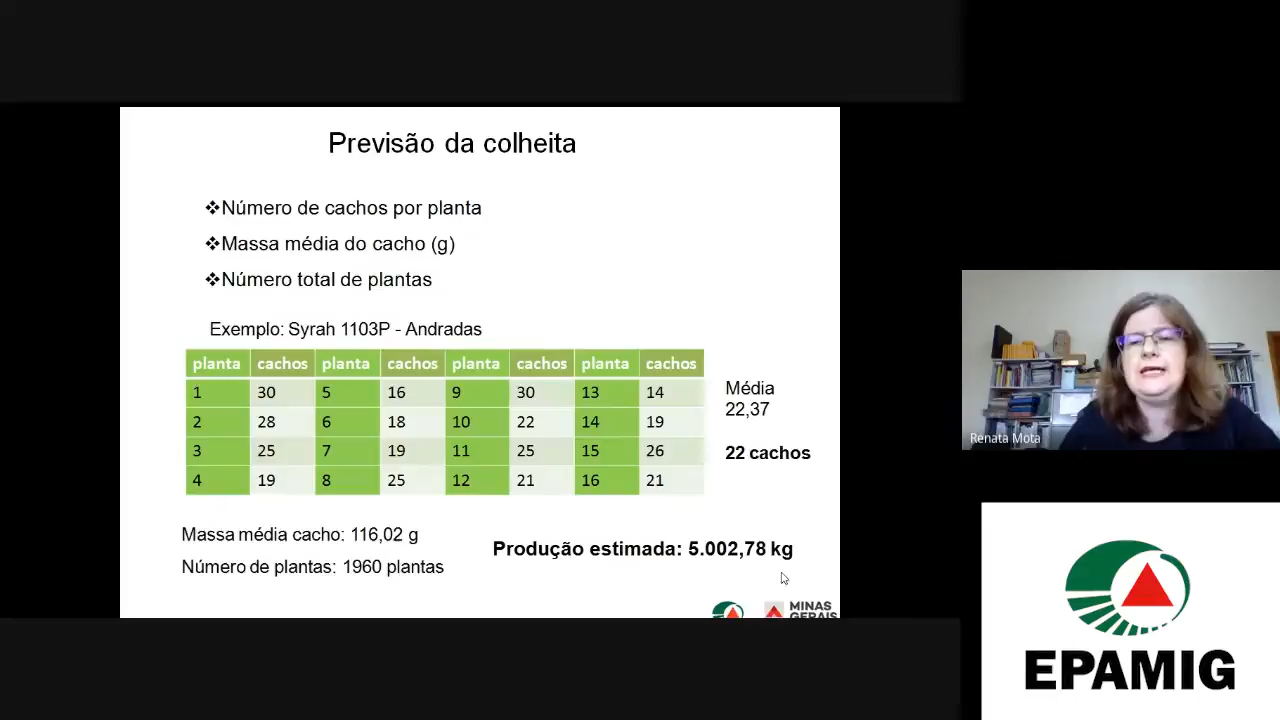 Previsão da colheita
❖Número de cachos por planta
❖Massa média do cacho (g)
❖Número total de plantas
Exemplo: Syrah 1103P - Andradas
planta cachos planta cachos planta cachos planta cachos
1 30 5 16 9 30 13 14
2 28 6 18 10 22 14 19
3 25 7 19 11 25 15 26
4 19 8 25 12 21 16 21
Média
22,37
22 cachos
Massa média cacho: 116,02 g
Número de plantas: 1960 plantas
Produção estimada: 5.002,78 kg
MINAS
GERAIS
Renata Mota
EPAMIG